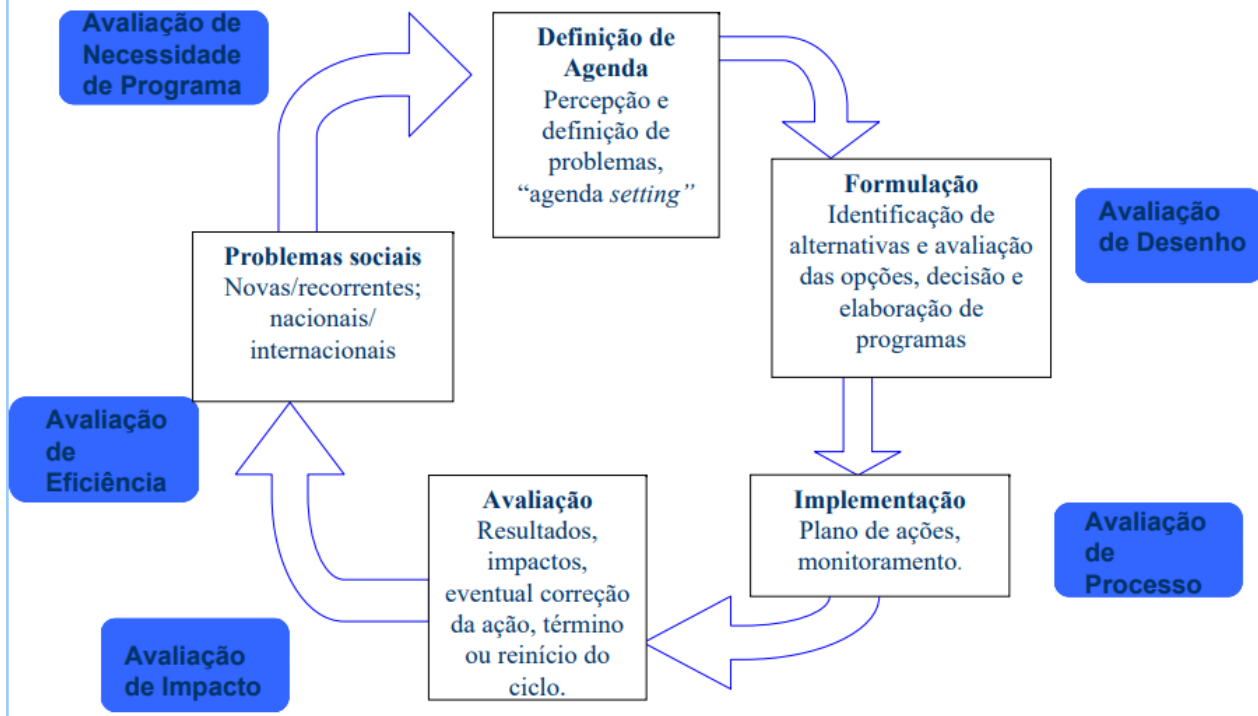 Avaliação de
Necessidade
de Programa
Definição de
Agenda
Percepção e
definição de
problemas,
“agenda setting”
Formulação
Identificação de
alternativas e avaliação
das opções, decisão e
elaboração de
programas
Avaliação
de Desenho
Problemas sociais
Novas/recorrentes;
nacionais/
internacionais
Avaliação
de
Eficiência
Avaliação
Resultados,
impactos,
eventual correção
da ação, término
ou reinício do
ciclo.
Implementação
Plano de ações,
monitoramento.
Avaliação
de
Processo
Avaliação
de Impacto